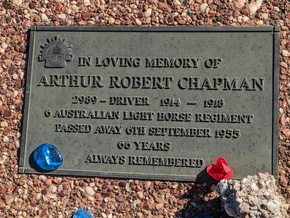 IN LOVING MEMORY OF
ARTHUR ROBERT CHAPMAN
2989 - DRIVER 1914 - 1918
6 AUSTRALIAN LIGHT HORSE REGIMENT
PASSED AWAY 6TH SEPTEMBER 1955
66 YEARS
ALWAYS REMEMBERED